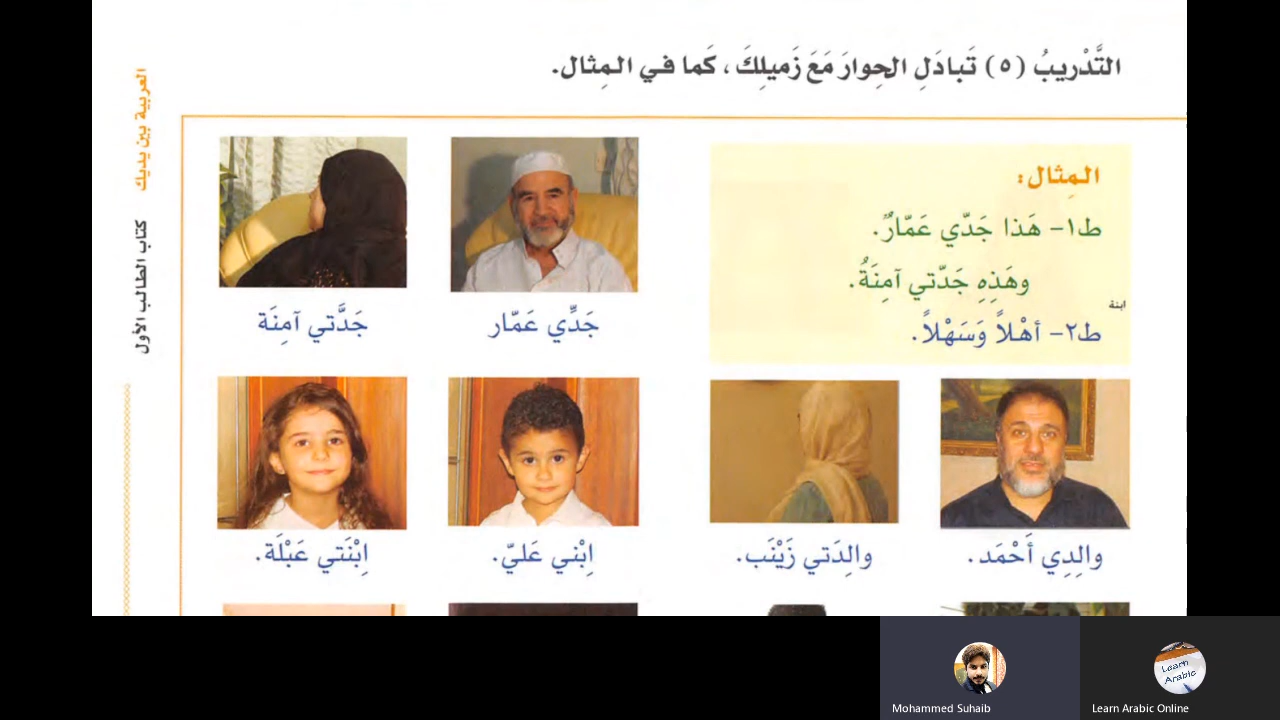 التَّدْريبُ (٥) تَبادَلِ الحِوارَ مَعَ زَميلِكَ ، كَما في المِثال.
العربية بين يديك
كتاب الطالب الأول
المِثال:
ط١- هَذا جَدّي عَمّارٌ.
وهَذِهِ جَدّتي آمِنَةُ.
ابنة
ط٢- أهْلاً وَسَهْلاً.
جَدِّي عَمّار
جَدَّتي آمِنَة
والِدِي أَحْمَد.
والِدَتي زَيْنَب.
اِبْني عَليّ.
اِبْنَتي عَبْلَة.
Mohammed Suhaib
Learn Arabic
Learn Arabic Online